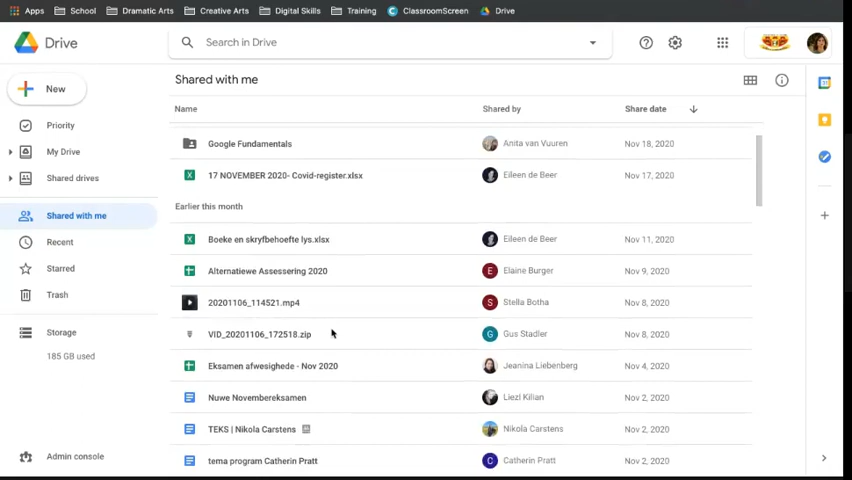 Apps School Dramatic Arts Creative Arts Digital Skills Training ClassroomScreen Drive
Drive Search in Drive
New
Priority
My Drive
Shared drives
Shared with me
Recent
Starred
Trash
Storage
185 GB used
Admin console
Shared with me
Name Shared by Share date
Google Fundamentals Anita van Vuuren Nov 18, 2020
17 NOVEMBER 2020- Covid-register.xlsx Eileen de Beer Nov 17, 2020
Earlier this month
Boeke en skryfbehoefte lys.xlsx Eileen de Beer Nov 11, 2020
Alternatiewe Assessering 2020 E Elaine Burger Nov 9, 2020
20201106_114521.mp4 S Stella Botha Nov 8, 2020
VID_20201106_172518.zip G Gus Stadler Nov 8, 2020
Eksamen afwesighede - Nov 2020 Jeanina Liebenberg Nov 4, 2020
Nuwe Novembereksamen Liezl Kilian Nov 2, 2020
TEKS | Nikola Carstens Nikola Carstens Nov 2, 2020
tema program Catherin Pratt C Catherin Pratt Nov 2, 2020